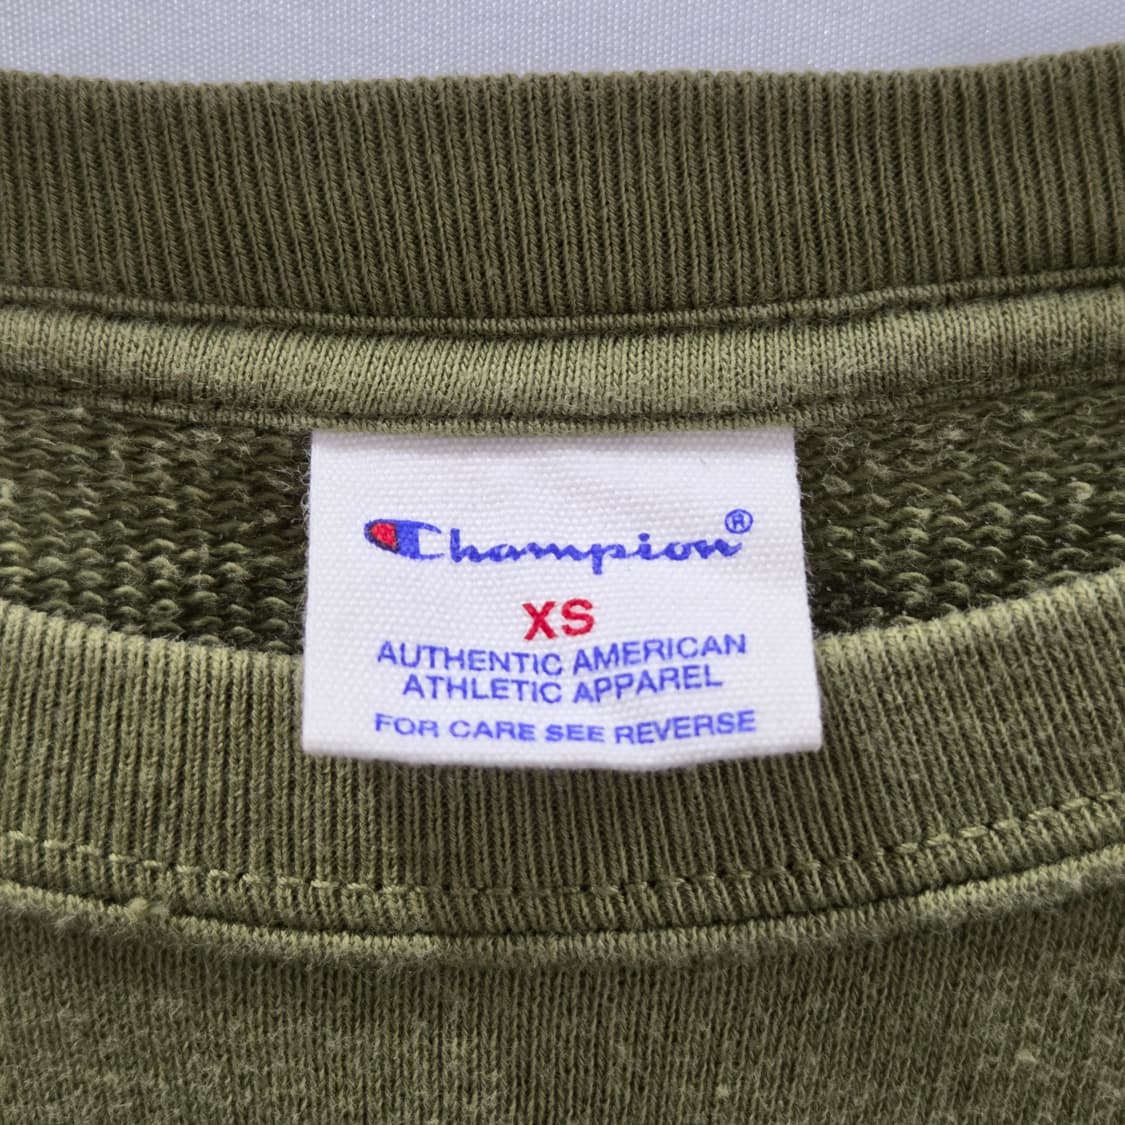 Champion®
XS
AUTHENTIC AMERICAN
ATHLETIC APPAREL
FOR CARE SEE REVERSE